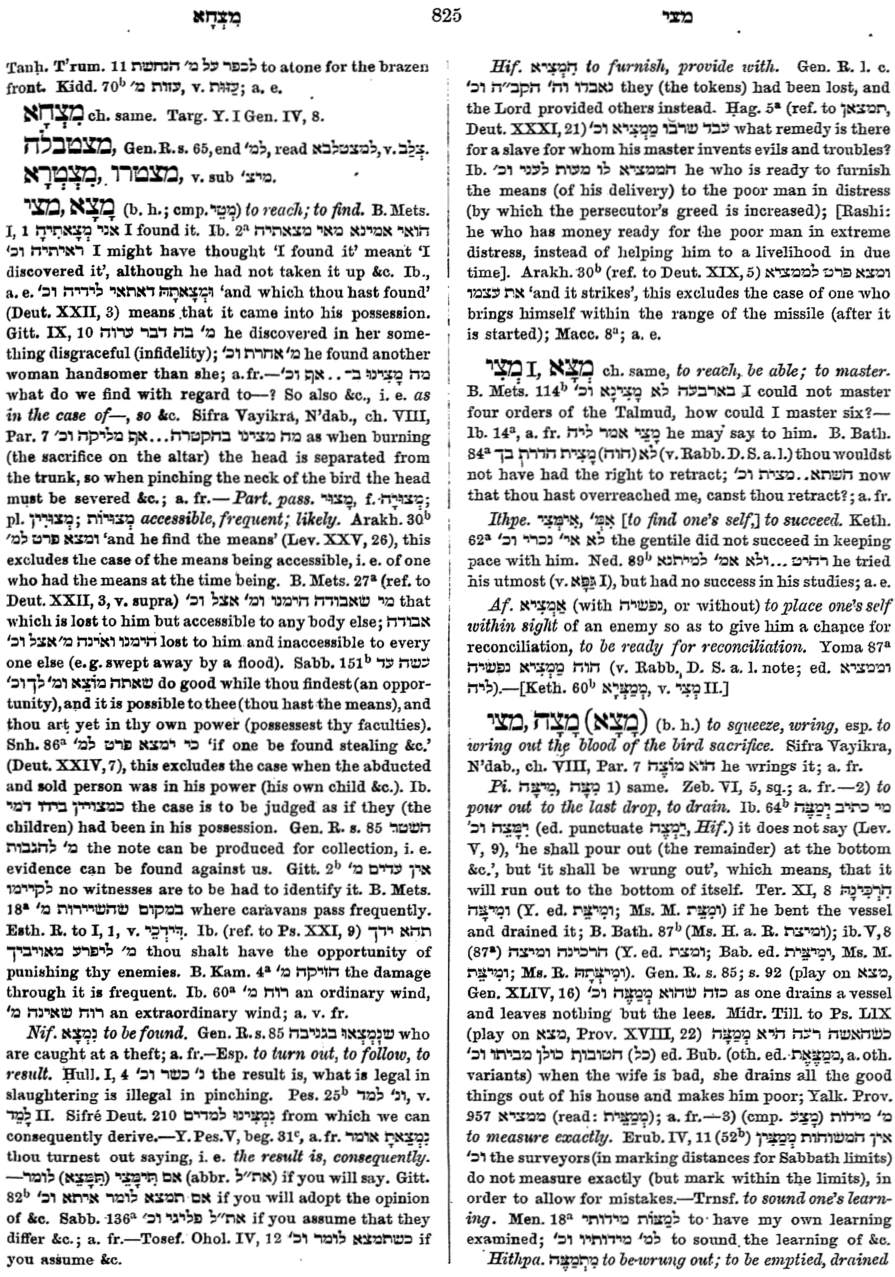 מִצְחָא 825 מצי
Tanḥ. T'rum. 11 לכפר על מ' הנחשת to atone for the brazen
front. Kidd. 70ᵇ עזות מ', v. עַזּוּת; a. e.
מִצְחָא ch. same. Targ. Y. I Gen. IV, 8.
מצטבלה, Gen. R. s. 65, end למ', read למצטלבא, v. צְלַב.
מִצְטְרָא, מצטרו, v. sub מיצ'.
מָצָא, מצי (b. h.; cmp. מָטֵי) to reach; to find. B. Mets.
I, 1 אני מְצָאתִיהָ I found it. Ib. 2ᵃ הואי אמינא מאי מצאתיה
ראיתיה וכ' I might have thought 'I found it' meant 'I
discovered it', although he had not taken it up &c. Ib.,
a. e. וּמְצָאתָהּ דאתאי לידיה וכ' 'and which thou hast found'
(Deut. XXII, 3) means that it came into his possession.
Gitt. IX, 10 מ' בה דבר ערוה he discovered in her some-
thing disgraceful (infidelity); מ' אחרת וכ' he found another
woman handsomer than she; a. fr.—מה מָצִינוּ ב־ . . אף וכ'
what do we find with regard to—? So also &c., i. e. as
in the case of—, so &c. Sifra Vayikra, N'dab., ch. VIII,
Par. 7 מה מצינו בהקטרה...אף מליקה וכ' as when burning
(the sacrifice on the altar) the head is separated from
the trunk, so when pinching the neck of the bird the head
must be severed &c.; a. fr.—Part. pass. מָצוּי, f. מְצוּיָה;
pl. מְצוּיִין; מְצוּיוֹת accessible, frequent; likely. Arakh. 30ᵇ
ומצא פרט למ' 'and he find the means' (Lev. XXV, 26), this
excludes the case of the means being accessible, i. e. of one
who had the means at the time being. B. Mets. 27ᵃ (ref. to
Deut. XXII, 3, v. supra) מי שאבודה הימנו ומ' אצל וכ' that
which is lost to him but accessible to any body else; אבודה
הימנו ואינה מ' אצל וכ' lost to him and inaccessible to every
one else (e. g. swept away by a flood). Sabb. 151ᵇ עשה עד
שאתה מוֹצֵא ומ' לך וכ' do good while thou findest (an oppor-
tunity), and it is possible to thee (thou hast the means), and
thou art yet in thy own power (possessest thy faculties).
Snh. 86ᵃ כי ימצא פרט למ' 'if one be found stealing &c.'
(Deut. XXIV, 7), this excludes the case when the abducted
and sold person was in his power (his own child &c.). Ib.
כמצויין בידו דמי the case is to be judged as if they (the
children) had been in his possession. Gen. R. s. 85 השטר
מ' להגבות the note can be produced for collection, i. e.
evidence can be found against us. Gitt. 2ᵇ אין עדים מ'
לקיימו no witnesses are to be had to identify it. B. Mets.
18ᵃ במקום שהשיירות מ' where caravans pass frequently.
Esth. R. to I, 1, v. הִידְּכֵי. Ib. (ref. to Ps. XXI, 9) תהא ידך
מ' ליפרע מאויביך thou shalt have the opportunity of
punishing thy enemies. B. Kam. 4ᵃ הזיקה מ' the damage
through it is frequent. Ib. 60ᵃ רוח מ' an ordinary wind,
רוח שאינה מ' an extraordinary wind; a. v. fr.
Nif. נִמְצָא to be found. Gen. R. s. 85 שנִמְצְאוּ בגניבה who
are caught at a theft; a. fr.—Esp. to turn out, to follow, to
result. Ḥull. I, 4 נ' כשר וכ' the result is, what is legal in
slaughtering is illegal in pinching. Pes. 25ᵇ ונ' למד, v.
לָמַד II. Sifré Deut. 210 נִמְצֵינוּ למדים from which we can
consequently derive.—Y. Pes. V, beg. 31ᶜ, a. fr. נִמְצֵאתָ אומר
thou turnest out saying, i. e. the result is, consequently.
—אם תִּימָצֵי (תִּמָּצֵא) לומר (abbr. את"ל) if you will say. Gitt.
82ᵇ אם תמצא לומר איתא וכ' if you will adopt the opinion
of &c. Sabb. 136ᵃ את"ל פליגי וכ' if you assume that they
differ &c.; a. fr.—Tosef. Ohol. IV, 12 כשתמצא לומר וכ' if
you assume &c.
Hif. הִמְצִיא to furnish, provide with. Gen. R. l. c.
נאבדו וה' הקב"ה וכ' they (the tokens) had been lost, and
the Lord provided others instead. Ḥag. 5ᵃ (ref. to תמצאן,
Deut. XXXI, 21) עבד שרבו מַמְצִיא וכ' what remedy is there
for a slave for whom his master invents evils and troubles?
Ib. הממציא לו מעות לעני וכ' he who is ready to furnish
the means (of his delivery) to the poor man in distress
(by which the persecutor's greed is increased); [Rashi:
he who has money ready for the poor man in extreme
distress, instead of helping him to a livelihood in due
time]. Arakh. 30ᵇ (ref. to Deut. XIX, 5) ומצא פרט לממציא
את עצמו 'and it strikes', this excludes the case of one who
brings himself within the range of the missile (after it
is started); Macc. 8ᵃ; a. e.
מְצִי I, מְצָא ch. same, to reach, be able; to master.
B. Mets. 114ᵇ בארבעה לא מָצֵינָא וכ' I could not master
four orders of the Talmud, how could I master six?—
Ib. 14ᵃ, a. fr. מָצֵי אמר ליה he may say to him. B. Bath.
84ᵃ לא (הוה) מָצִית הדרת בך (v. Rabb. D. S. a. l.) thou wouldst
not have had the right to retract; השתא . . מצית וכ' now
that thou hast overreached me, canst thou retract?; a. fr.
Ithpe. אִימְּצֵי, אִמּ' [to find one's self,] to succeed. Keth.
62ᵃ לא אי' נכרי וכ' the gentile did not succeed in keeping
pace with him. Ned. 89ᵇ רהיט...ולא אמ' למיתנא he tried
his utmost (v. גַּפָּא I), but had no success in his studies; a. e.
Af. אַמְצִיא (with נפשיה, or without) to place one's self
within sight of an enemy so as to give him a chance for
reconciliation, to be ready for reconciliation. Yoma 87ᵃ
הוה מַמְצִיא נפשיה (v. Rabb. D. S. a. l. note; ed. וממציא
ליה).—[Keth. 60ᵇ מַמְצְיָא, v. מְצֵי II.]
מָצָה, מצי (מָצָא) (b. h.) to squeeze, wring, esp. to
wring out the blood of the bird sacrifice. Sifra Vayikra,
N'dab., ch. VIII, Par. 7 הוא מוֹצֶה he wrings it; a. fr.
Pi. מִצָּה, מִיצָּה 1) same. Zeb. VI, 5, sq.; a. fr.—2) to
pour out to the last drop, to drain. Ib. 64ᵇ מי כתיב יְמַצֶּה
יִמָּצֶה וכ' (ed. punctuate יַמְצֶה, Hif.) it does not say (Lev.
V, 9), 'he shall pour out (the remainder) at the bottom
&c.', but 'it shall be wrung out', which means, that it
will run out to the bottom of itself. Ter. XI, 8 הִרְכִּינָהּ
ומִיצָּה (Y. ed. ומִיצַּת; Ms. M. ומִצַּת) if he bent the vessel
and drained it; B. Bath. 87ᵇ (Ms. H. a. R. ומיצת); ib. V, 8
(87ᵃ) הרכינה ומיצה (Y. ed. ומצת; Bab. ed. ומִיצִּית, Ms. M.
ומִיצַּת; Ms. R. ומִיצִּתָהּ). Gen. R. s. 85; s. 92 (play on מצא,
Gen. XLIV, 16) כזה שהוא מְמַצֶּה וכ' as one drains a vessel
and leaves nothing but the lees. Midr. Till. to Ps. LIX
(play on מצא, Prov. XVIII, 22) כשהאשה רעה היא מְמַצָּה
(כל) הטובות כולן מביתו וכ' ed. Bub. (oth. ed. מְמַצֵּאת, a. oth.
variants) when the wife is bad, she drains all the good
things out of his house and makes him poor; Yalk. Prov.
957 ממציא (read: מְמַצִּית); a. fr.—3) (cmp. מְצַע) מ' מידות
to measure exactly. Erub. IV, 11 (52ᵇ) אין המשוחות מְמַצִּין
וכ' the surveyors (in marking distances for Sabbath limits)
do not measure exactly (but mark within the limits), in
order to allow for mistakes.—Trnsf. to sound one's learn-
ing. Men. 18ᵃ לְמַצּוֹת מידותי to have my own learning
examined; למ' מידותיו וכ' to sound the learning of &c.
Hithpa. מִתְמַצֶּה to be wrung out; to be emptied, drained